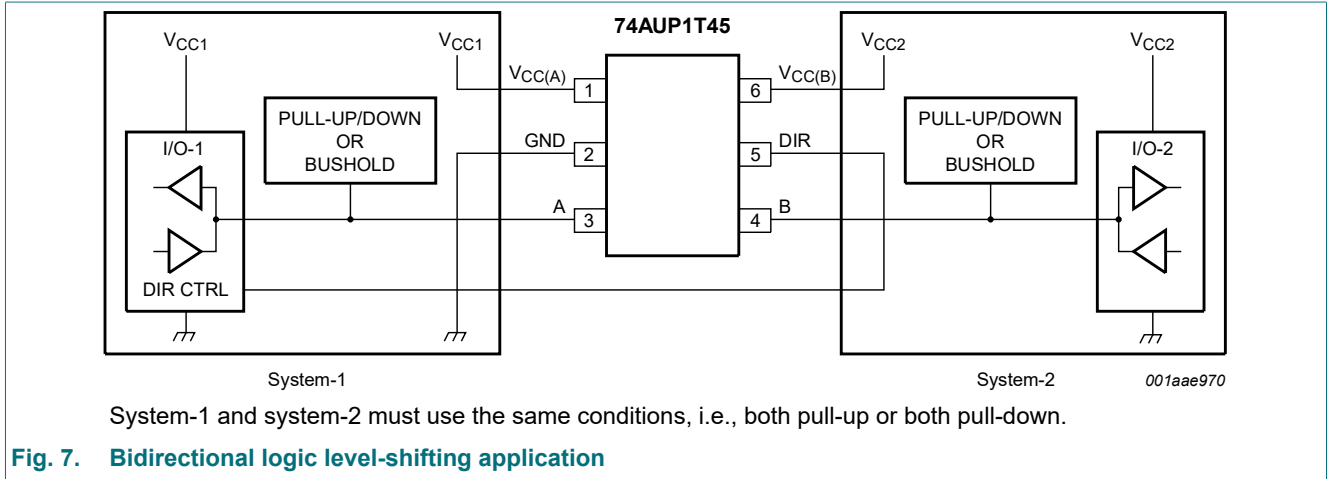 74AUP1T45
VCC1
VCC1
VCC2
VCC2
VCC(A)
VCC(B)
1
6
PULL-UP/DOWN
OR
BUSHOLD
PULL-UP/DOWN
OR
BUSHOLD
I/O-1
GND
2
5
DIR
I/O-2
A
3
4
B
DIR CTRL
System-1
System-2
001aae970
System-1 and system-2 must use the same conditions, i.e., both pull-up or both pull-down.
Fig. 7. Bidirectional logic level-shifting application